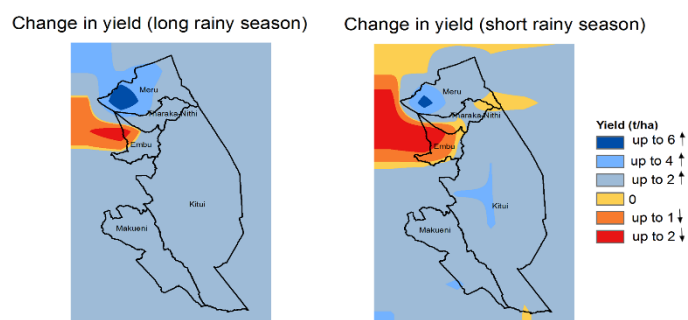 Change in yield (long rainy season)
Change in yield (short rainy season)
Meru
Tharaka-Nithi
Embu
Kitui
Makueni
Meru
Tharaka-Nithi
Embu
Kitui
Makueni
Yield (t/ha)
up to 6 ↑
up to 4 ↑
up to 2 ↑
0
up to 1 ↓
up to 2 ↓